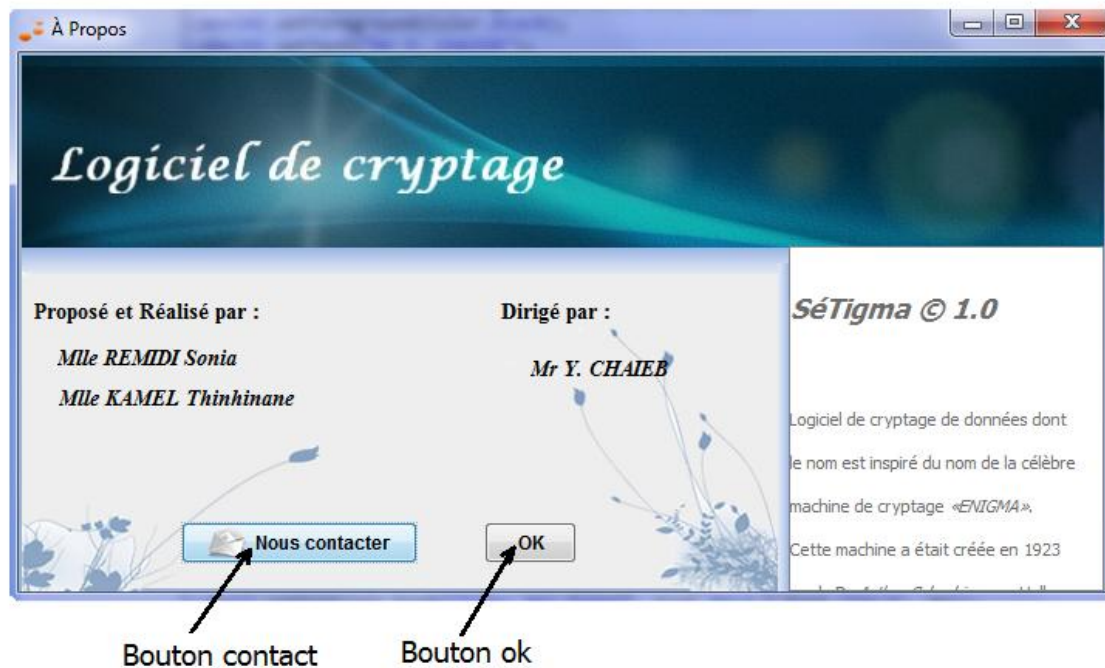 À Propos
Logiciel de cryptage
Proposé et Réalisé par :
Mlle REMIDI Sonia
Mlle KAMEL Thinhinane
Dirigé par :
Mr Y. CHAIEB
SéTigma © 1.0
Logiciel de cryptage de données dont
le nom est inspiré du nom de la célèbre
machine de cryptage «ENIGMA».
Cette machine a était créée en 1923
Nous contacter
OK
Bouton contact
Bouton ok